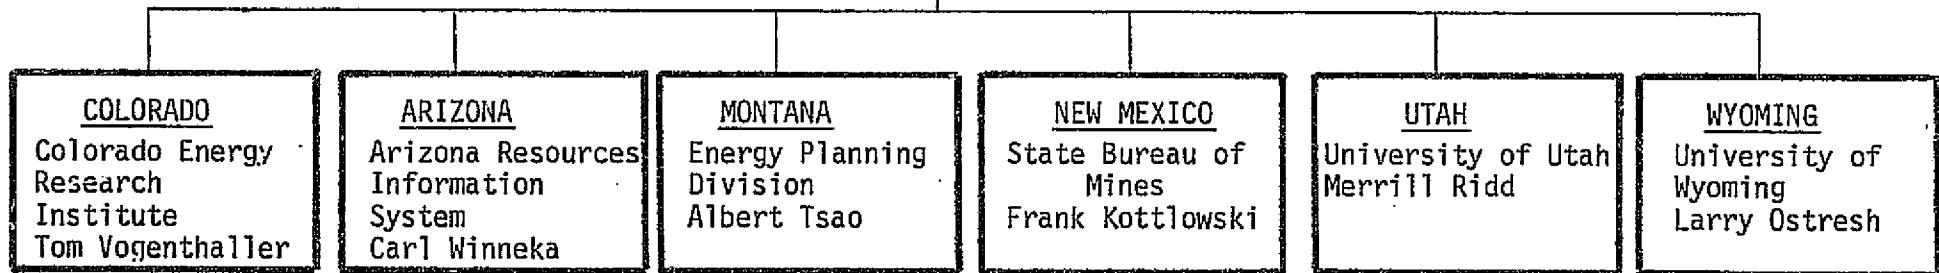 COLORADO
Colorado Energy
Research
Institute
Tom Vogenthaller
ARIZONA
Arizona Resources
Information
System
Carl Winneka
MONTANA
Energy Planning
Division
Albert Tsao
NEW MEXICO
State Bureau of
Mines
Frank Kottlowski
UTAH
University of Utah
Merrill Ridd
WYOMING
University of
Wyoming
Larry Ostresh